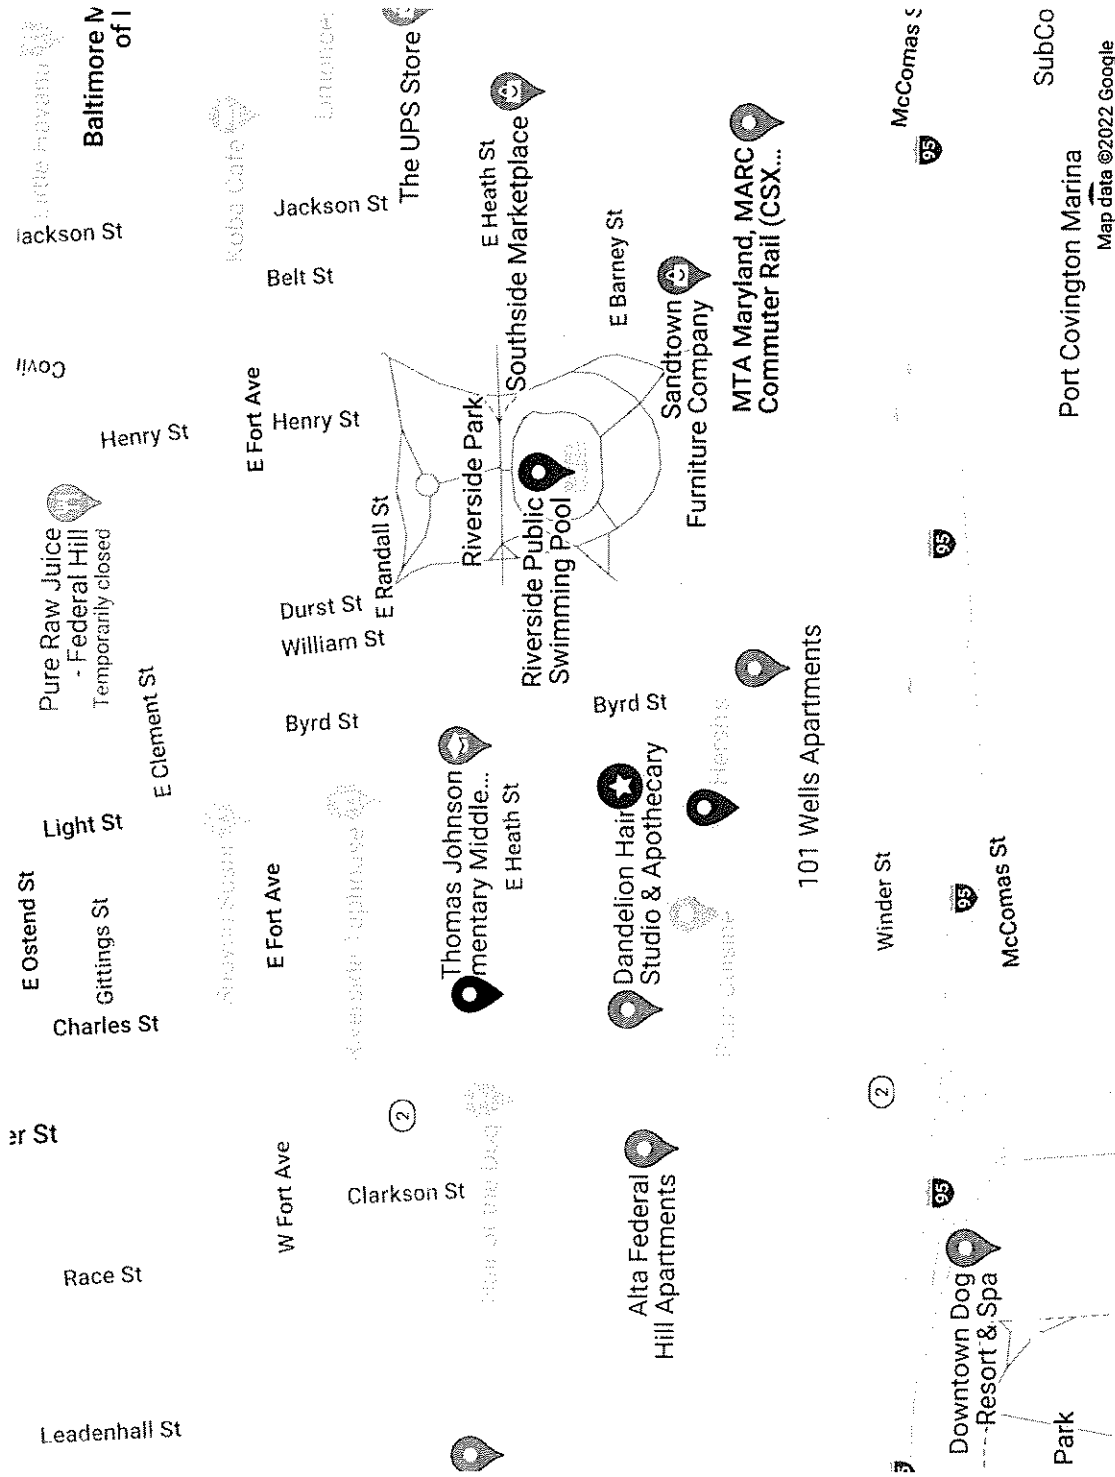 Baltimore M
of I
Jackson St
Kuba Cafe
Jackson St
The UPS Store
Belt St
E Heath St
Southside Marketplace
E Barney St
Sandtown
Furniture Company
MTA Maryland, MARC
Commuter Rail (CSX...
McComas S
95
SubCo
Port Covington Marina
Map data ©2022 Google
Covin
Henry St
E Fort Ave
Henry St
Riverside Park
Riverside Public
Swimming Pool
E Randall St
95
Pure Raw Juice
- Federal Hill
Temporarily closed
Durst St
William St
E Clement St
Byrd St
Byrd St
Hersh's
101 Wells Apartments
Light St
E Ostend St
Gittings St
Charles St
E Fort Ave
Thomas Johnson
mentary Middle...
E Heath St
Dandelion Hair
Studio & Apothecary
Winder St
95
McComas St
er St
W Fort Ave
2
Clarkson St
Alta Federal
Hill Apartments
2
95
Race St
Leadenhall St
Downtown Dog
Resort & Spa
Park
95